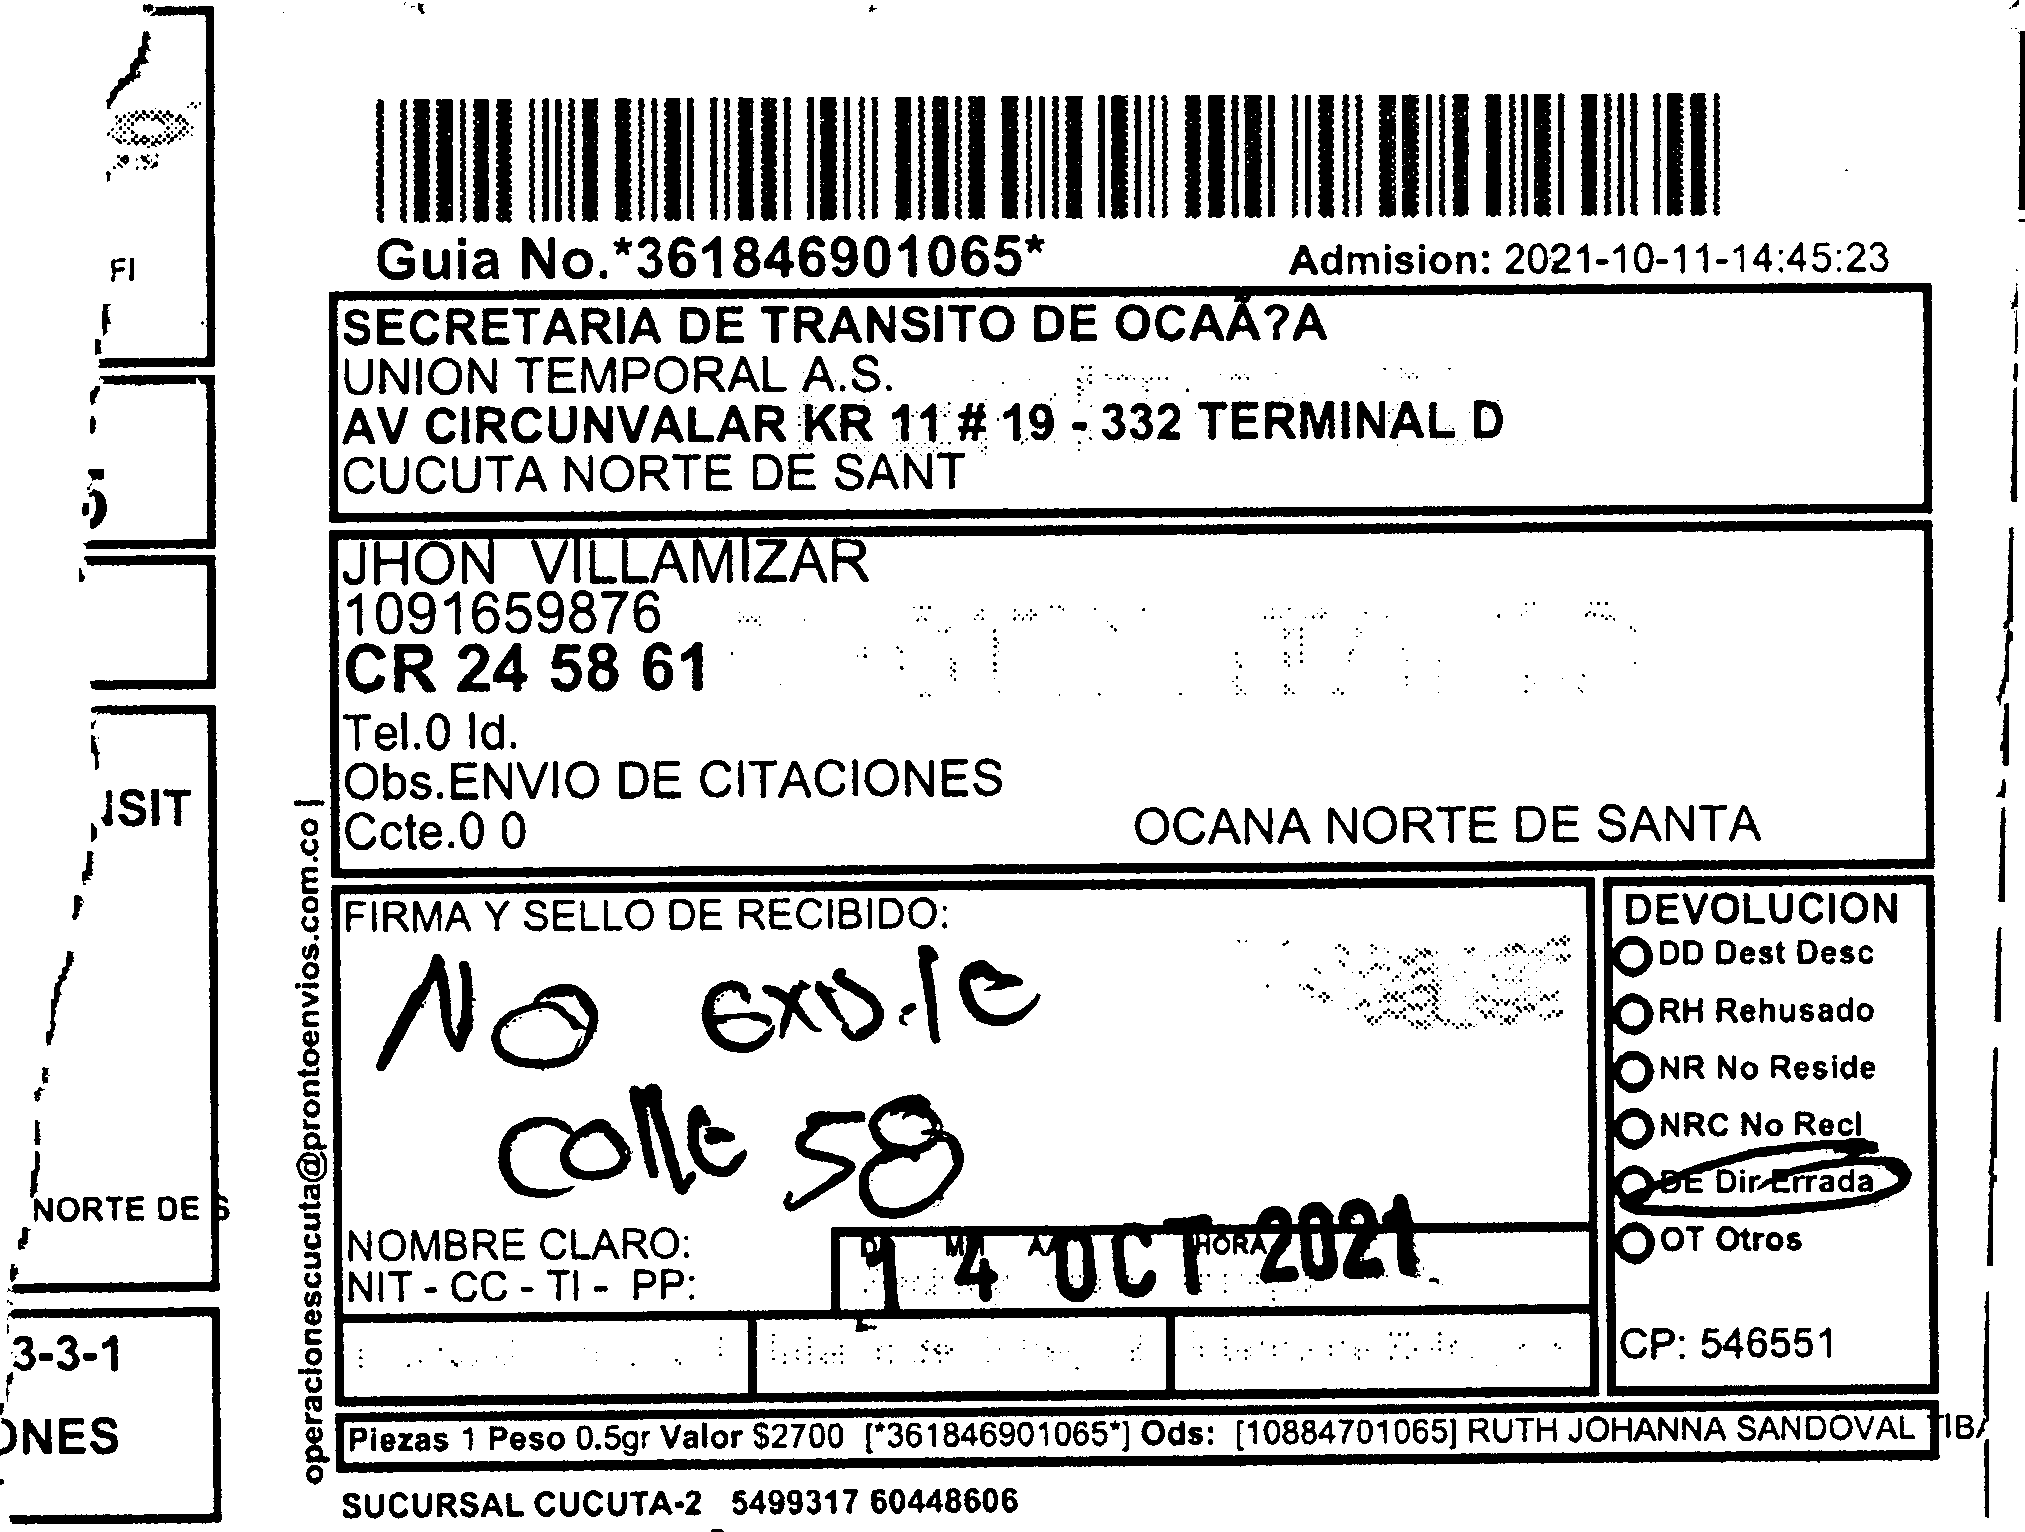 FI
ISIT
NORTE DE S
3-3-1
ONES
Guia No.*361846901065*
Admision: 2021-10-11-14:45:23
SECRETARIA DE TRANSITO DE OCAÃ?A
UNION TEMPORAL A.S.
AV CIRCUNVALAR KR 11 # 19 - 332 TERMINAL D
CUCUTA NORTE DE SANT
JHON VILLAMIZAR
1091659876
CR 24 58 61
Tel.0 Id.
Obs.ENVIO DE CITACIONES
Ccte.0 0
OCANA NORTE DE SANTA
operacionescucuta@prontoenvios.com.co |
FIRMA Y SELLO DE RECIBIDO:
No existe
calle 58
NOMBRE CLARO:
NIT - CC - TI - PP:
HORA
14 OCT 2021
DEVOLUCION
DD Dest Desc
RH Rehusado
NR No Reside
NRC No Recl
DE Dir Errada
OT Otros
CP: 546551
Piezas 1 Peso 0.5gr Valor $2700 [*361846901065*] Ods: [10884701065] RUTH JOHANNA SANDOVAL TIBA
SUCURSAL CUCUTA-2 5499317 60448606